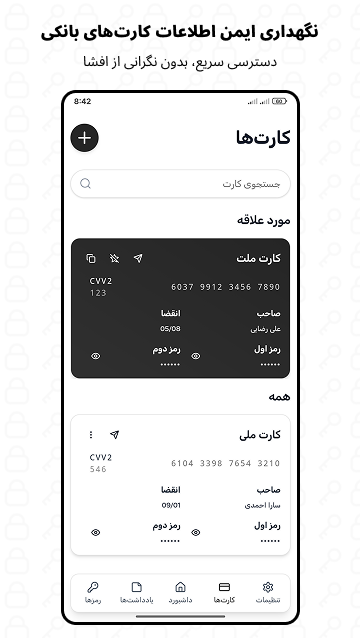 نگهداری ایمن اطلاعات کارت‌های بانکی
دسترسی سریع، بدون نگرانی از افشا
8:42
60
کارت‌ها
جستجوی کارت
مورد علاقه
کارت ملت
6037 9912 3456 7890
CVV2
123
صاحب
انقضا
علی رضایی
05/08
رمز اول
رمز دوم
••••••
••••••
همه
کارت ملی
6104 3398 7654 3210
CVV2
546
صاحب
انقضا
سارا احمدی
09/01
رمز اول
رمز دوم
••••••
••••••
تنظیمات
کارت‌ها
داشبورد
یادداشت‌ها
رمزها